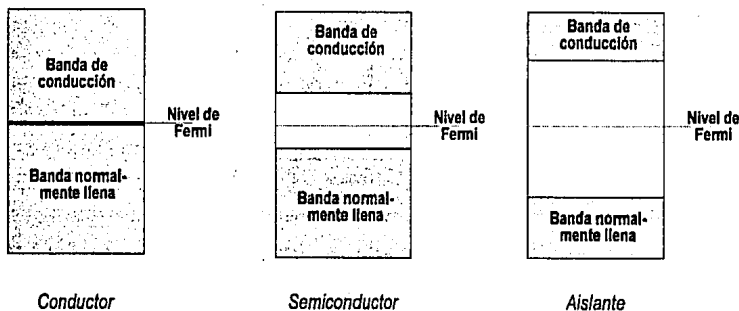 Banda de
conducción
Nivel de
Fermi
Banda normal-
mente llena
Conductor
Banda de
conducción
Nivel de
Fermi
Banda normal-
mente llena
Semiconductor
Banda de
conducción
Nivel de
Fermi
Banda normal-
mente llena
Aislante